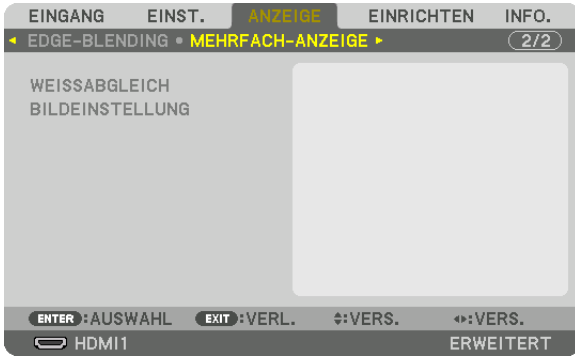 EINGANG EINST. ANZEIGE EINRICHTEN INFO.
EDGE-BLENDING • MEHRFACH-ANZEIGE 2/2
WEISSABGLEICH
BILDEINSTELLUNG
ENTER :AUSWAHL EXIT :VERL. :VERS. :VERS.
HDMI1 ERWEITERT